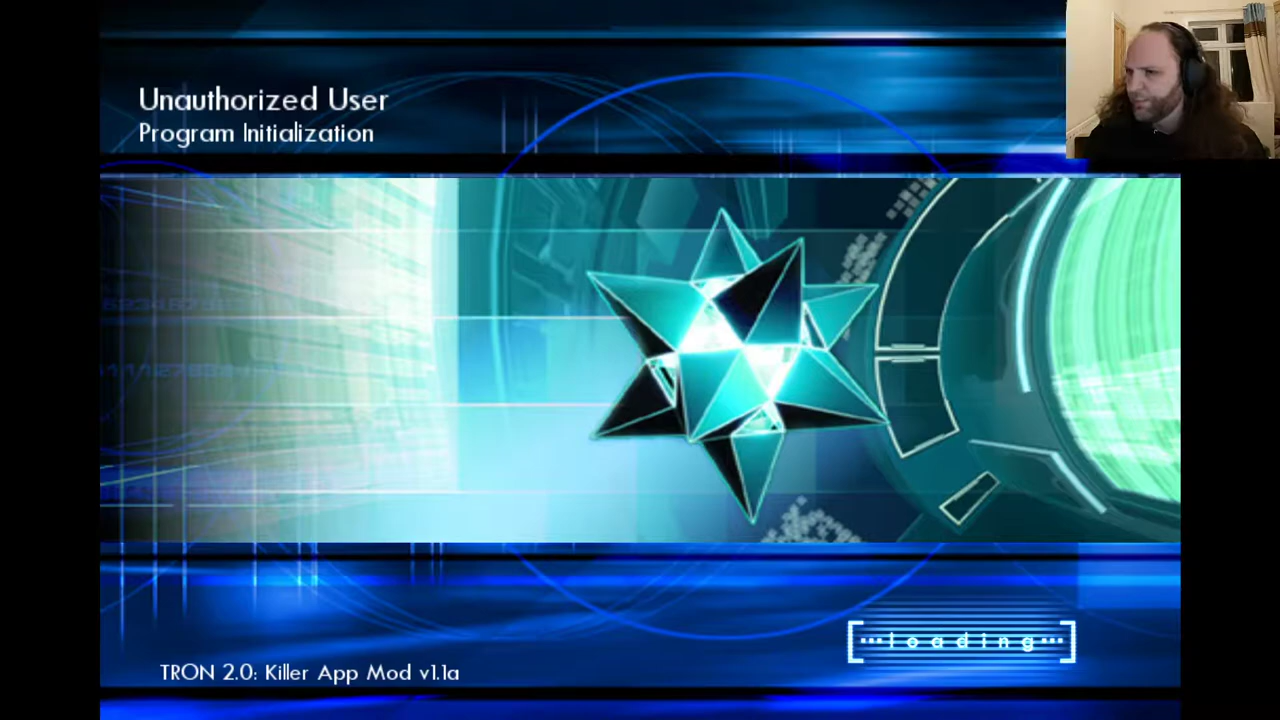 Unauthorized User
Program Initialization
loading
TRON 2.0: Killer App Mod v1.1a